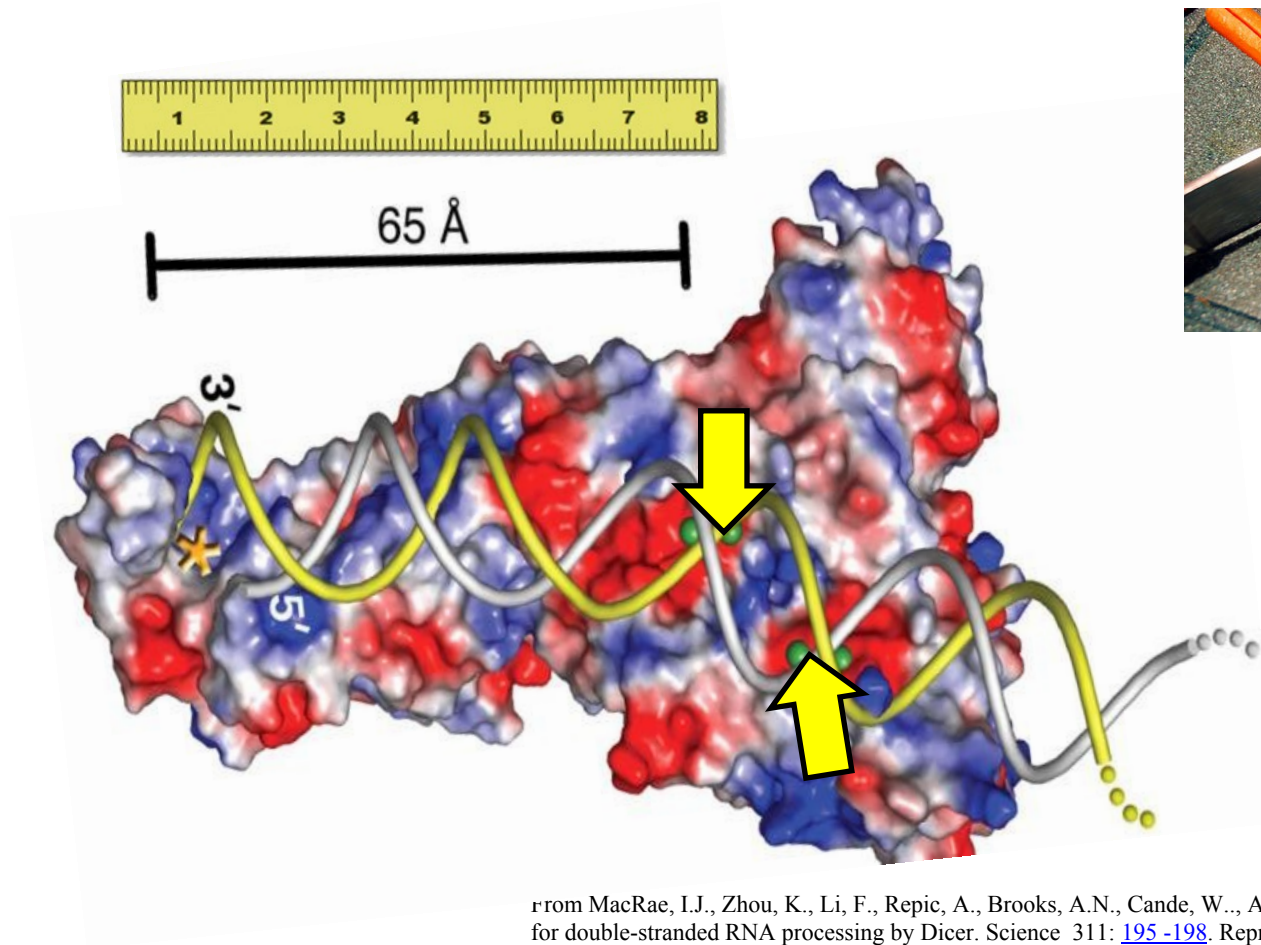 1 2 3 4 5 6 7 8
65 Å
3'
5'
From MacRae, I.J., Zhou, K., Li, F., Repic, A., Brooks, A.N., Cande, W.., A
for double-stranded RNA processing by Dicer. Science 311: 195 -198. Repr